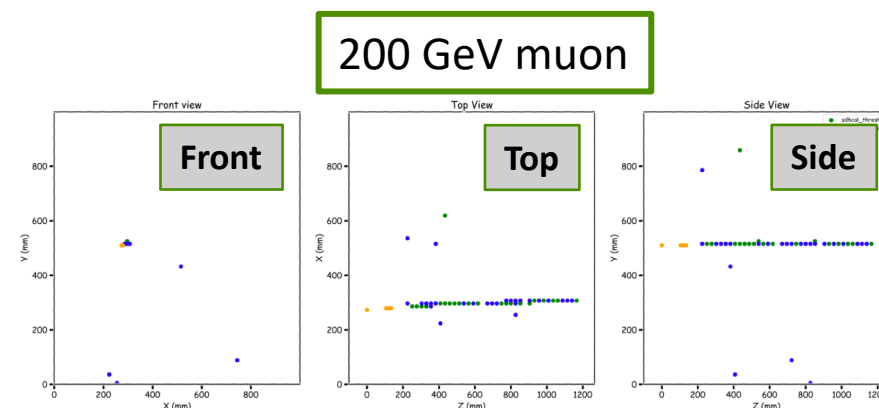 200 GeV muon
Front view
Front
800
600
400
200
0
Y (mm)
0 200 400 600 800
X (mm)
Top View
Top
800
600
400
200
0
X (mm)
0 200 400 600 800 1000 1200
Z (mm)
Side View
Side
800
600
400
200
0
Y (mm)
0 200 400 600 800 1000
Z (mm)